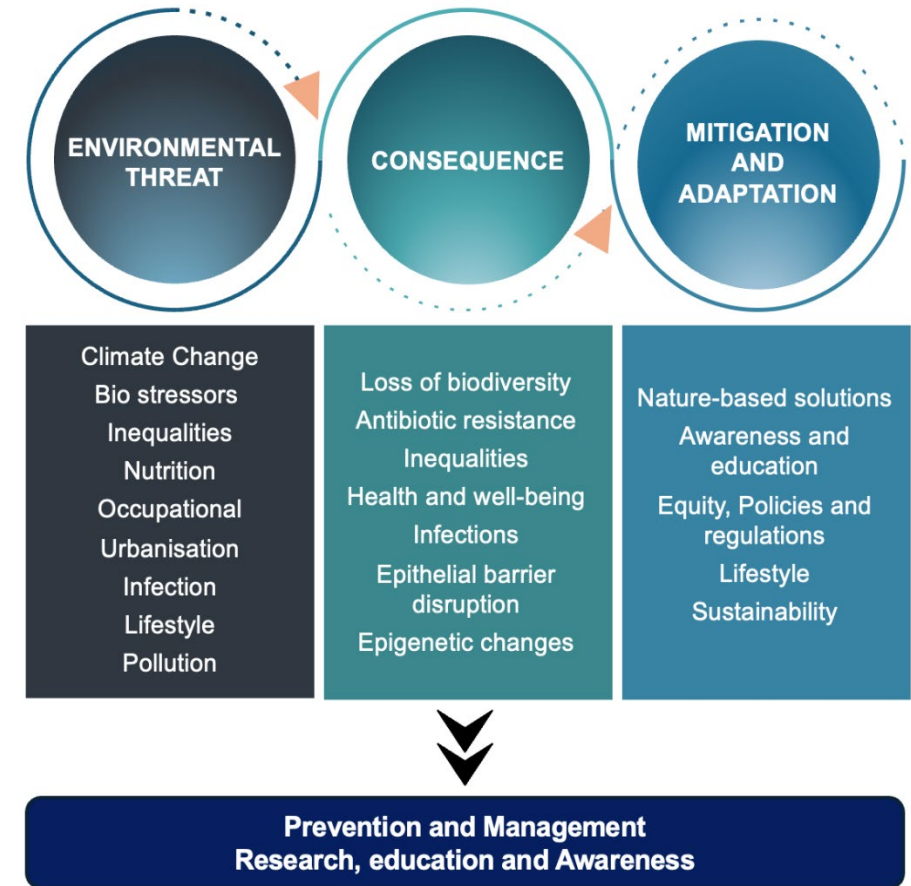 ENVIRONMENTAL
THREAT
CONSEQUENCE
MITIGATION
AND
ADAPTATION
Climate Change
Bio stressors
Inequalities
Nutrition
Occupational
Urbanisation
Infection
Lifestyle
Pollution
Loss of biodiversity
Antibiotic resistance
Inequalities
Health and well-being
Infections
Epithelial barrier
disruption
Epigenetic changes
Nature-based solutions
Awareness and
education
Equity, Policies and
regulations
Lifestyle
Sustainability
Prevention and Management
Research, education and Awareness